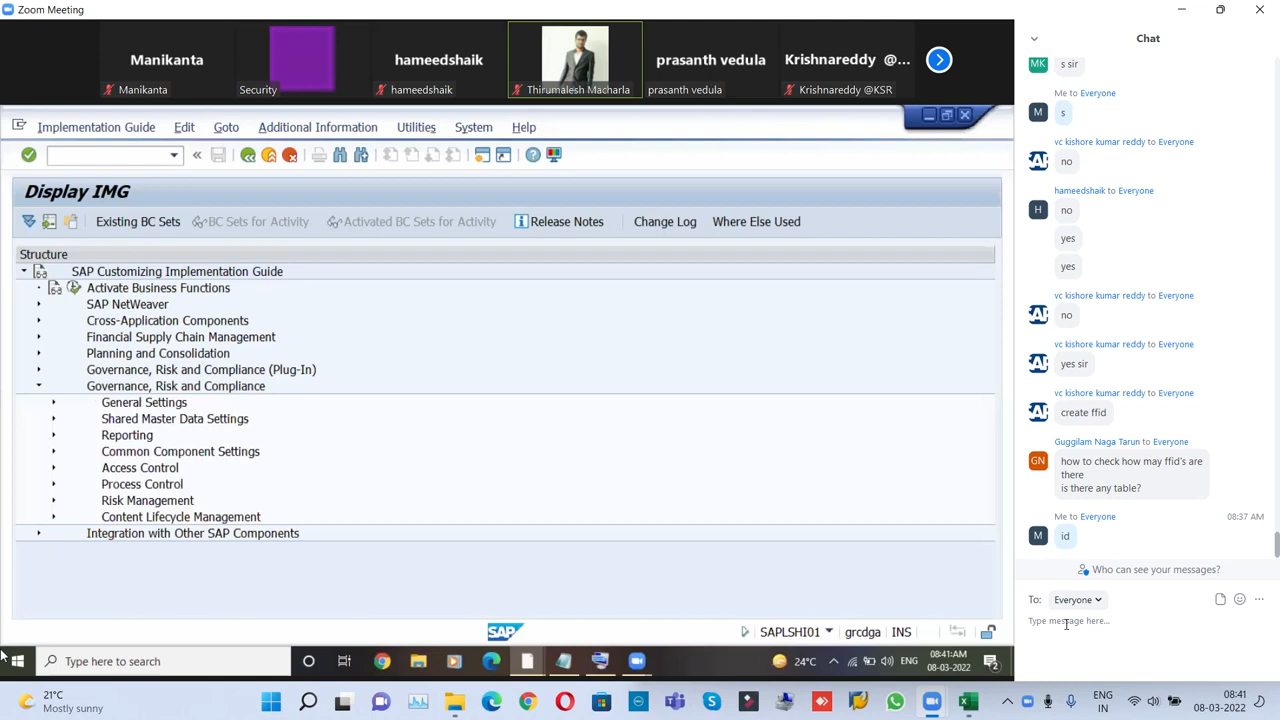 Zoom Meeting
Manikanta
Manikanta
Security
hameedshaik
hameedshaik
Thirumalesh Macharla
prasanth vedula
prasanth vedula
Krishnareddy @...
Krishnareddy @KSR
Implementation Guide Edit Goto Additional Information Utilities System Help
Display IMG
Existing BC Sets BC Sets for Activity Activated BC Sets for Activity Release Notes Change Log Where Else Used
Structure
SAP Customizing Implementation Guide
Activate Business Functions
SAP NetWeaver
Cross-Application Components
Financial Supply Chain Management
Planning and Consolidation
Governance, Risk and Compliance (Plug-In)
Governance, Risk and Compliance
General Settings
Shared Master Data Settings
Reporting
Common Component Settings
Access Control
Process Control
Risk Management
Content Lifecycle Management
Integration with Other SAP Components
SAP
SAPLSHI01 grcdga INS
Type here to search
24°C ENG
08:41:AM
08-03-2022
2
Chat
MK s sir
Me to Everyone
M s
vc kishore kumar reddy to Everyone
SAP no
hameedshaik to Everyone
H no
yes
yes
vc kishore kumar reddy to Everyone
SAP no
vc kishore kumar reddy to Everyone
SAP yes sir
vc kishore kumar reddy to Everyone
SAP create ffid
Guggilam Naga Tarun to Everyone
GN how to check how may ffid's are
there
is there any table?
Me to Everyone 08:37 AM
M id
Who can see your messages?
To: Everyone
Type message here...
21°C
Mostly sunny
ENG
IN
08:41
08-03-2022